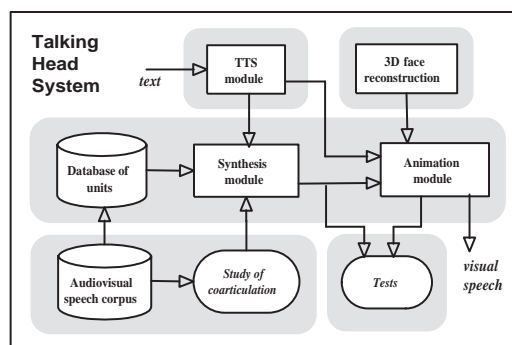 Talking
Head
System
text
TTS
module
3D face
reconstruction
Database of
units
Synthesis
module
Animation
module
Audiovisual
speech corpus
Study of
coarticulation
Tests
visual
speech